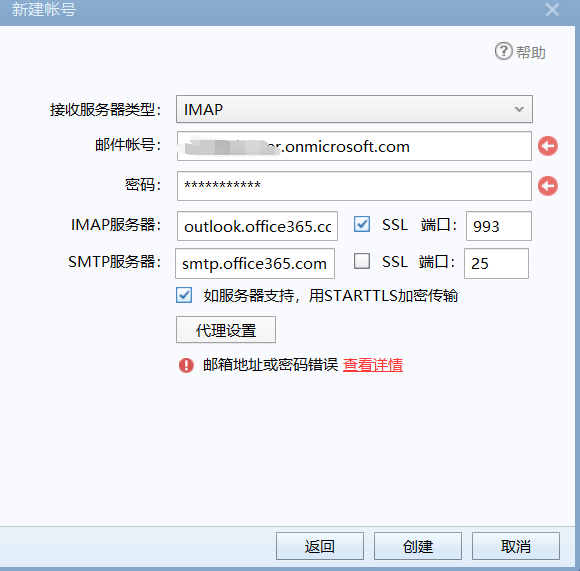 新建帐号
帮助
接收服务器类型： IMAP
邮件帐号： er.onmicrosoft.com
密码： ***********
IMAP服务器： outlook.office365.cc SSL 端口： 993
SMTP服务器： smtp.office365.com SSL 端口： 25
如服务器支持，用STARTTLS加密传输
代理设置
邮箱地址或密码错误 查看详情
返回 创建 取消